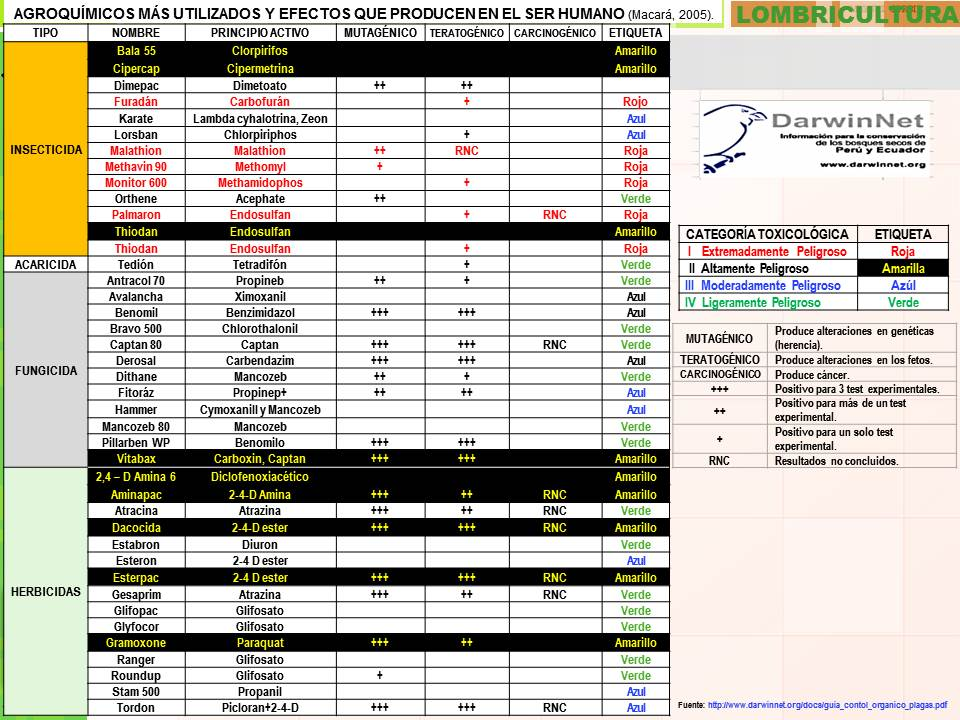 AGROQUÍMICOS MÁS UTILIZADOS Y EFECTOS QUE PRODUCEN EN EL SER HUMANO (Macará, 2005).
LOMBRICULTURA
TIPO NOMBRE PRINCIPIO ACTIVO MUTAGÉNICO TERATOGÉNICO CARCINOGÉNICO ETIQUETA
INSECTICIDA
Bala 55 Clorpirifos Amarillo
Cipercap Cipermetrina Amarillo
Dimepac Dimetoato ++ ++
Furadán Carbofurán + Rojo
Karate Lambda cyhalotrina, Zeon Azul
Lorsban Chlorpiriphos + Azul
Malathion Malathion ++ RNC Roja
Methavin 90 Methomyl + Roja
Monitor 600 Methamidophos + Roja
Orthene Acephate ++ Verde
Palmaron Endosulfan + RNC Roja
Thiodan Endosulfan Amarillo
Thiodan Endosulfan + Roja
ACARICIDA Tedión Tetradifón + Verde
FUNGICIDA
Antracol 70 Propineb ++ + Verde
Avalancha Ximoxanil Azul
Benomil Benzimidazol +++ +++ Azul
Bravo 500 Chlorothalonil Verde
Captan 80 Captan +++ +++ RNC Verde
Derosal Carbendazim +++ +++ Azul
Dithane Mancozeb ++ + Verde
Fitoráz Propinep+ ++ ++ Azul
Hammer Cymoxanill y Mancozeb Azul
Mancozeb 80 Mancozeb Verde
Pillarben WP Benomilo +++ +++ Verde
Vitabax Carboxin, Captan +++ +++ Amarillo
HERBICIDAS
2,4 – D Amina 6 Diclofenoxiacético Amarillo
Aminapac 2-4-D Amina +++ ++ RNC Amarillo
Atracina Atrazina +++ ++ RNC Verde
Dacocida 2-4-D ester +++ +++ RNC Amarillo
Estabron Diuron Verde
Esteron 2-4 D ester Azul
Esterpac 2-4 D ester +++ +++ RNC Amarillo
Gesaprim Atrazina +++ ++ RNC Verde
Glifopac Glifosato Verde
Glyfocor Glifosato Verde
Gramoxone Paraquat +++ ++ Amarillo
Ranger Glifosato Verde
Roundup Glifosato + Verde
Stam 500 Propanil Azul
Tordon Picloran+2-4-D +++ +++ RNC Azul
DarwinNet
Información para la conservación
de los bosques secos de
Perú y Ecuador
www.darwinnet.org
CATEGORÍA TOXICOLÓGICA ETIQUETA
I Extremadamente Peligroso Roja
II Altamente Peligroso Amarilla
III Moderadamente Peligroso Azúl
IV Ligeramente Peligroso Verde
MUTAGÉNICO Produce alteraciones en genéticas
(herencia).
TERATOGÉNICO Produce alteraciones en los fetos.
CARCINOGÉNICO Produce cáncer.
+++ Positivo para 3 test experimentales.
++ Positivo para más de un test
experimental.
+ Positivo para un solo test
experimental.
RNC Resultados no concluidos.
Fuente: http://www.darwinnet.org/docs/guia_contol_organico_plagas.pdf